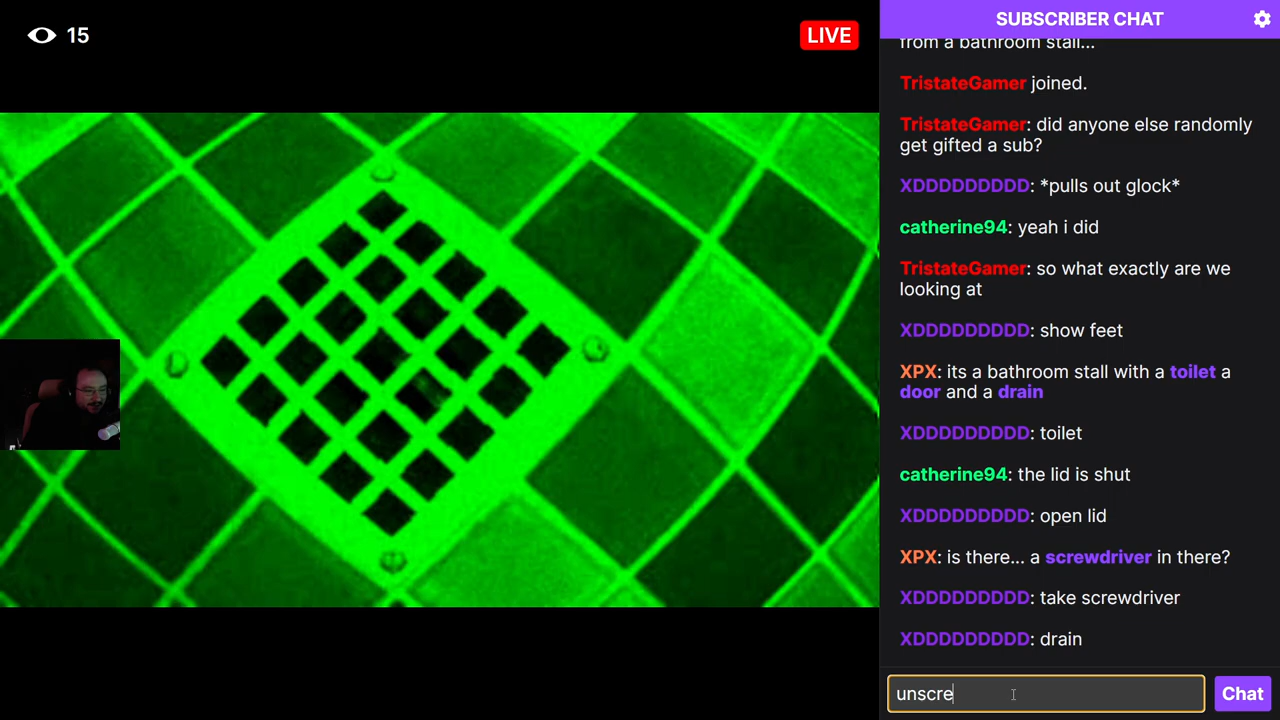 15
LIVE
SUBSCRIBER CHAT
from a bathroom stall...
TristateGamer joined.
TristateGamer: did anyone else randomly
get gifted a sub?
XDDDDDDDDD: *pulls out glock*
catherine94: yeah i did
TristateGamer: so what exactly are we
looking at
XDDDDDDDDD: show feet
XPX: its a bathroom stall with a toilet a
door and a drain
XDDDDDDDDD: toilet
catherine94: the lid is shut
XDDDDDDDDD: open lid
XPX: is there... a screwdriver in there?
XDDDDDDDDD: take screwdriver
XDDDDDDDDD: drain
unscre
Chat